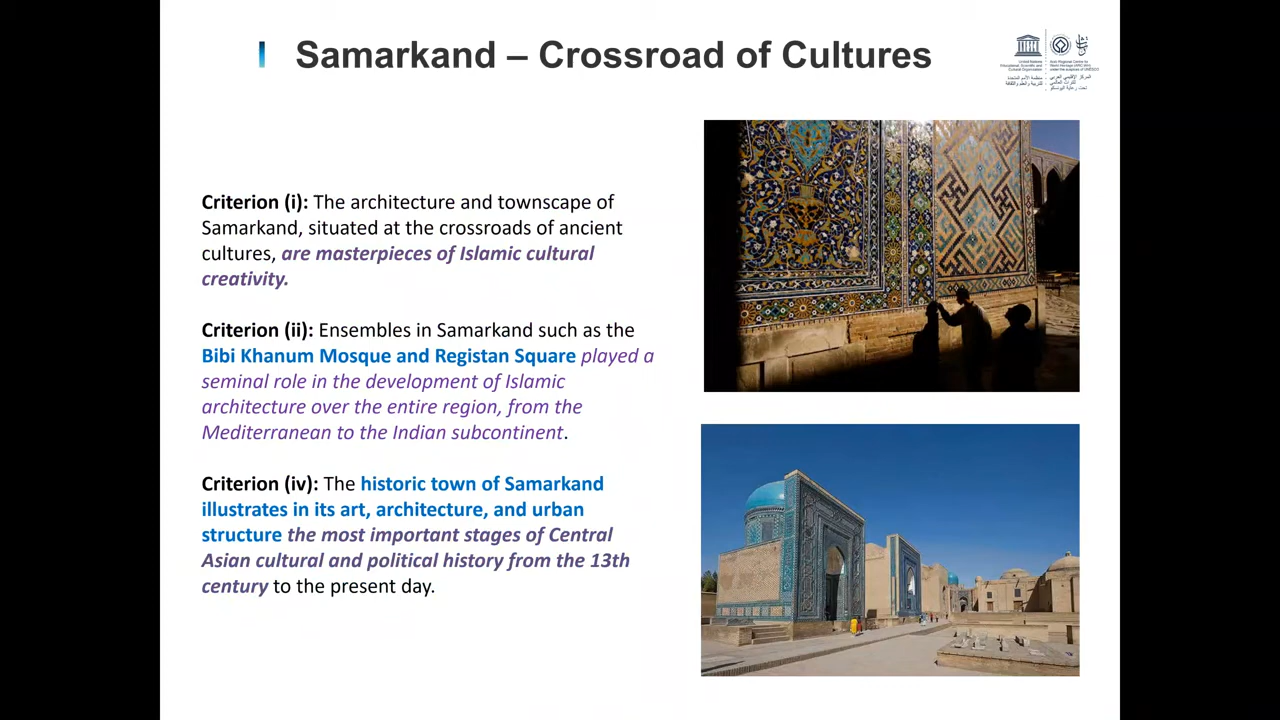 Samarkand – Crossroad of Cultures
Criterion (i): The architecture and townscape of
Samarkand, situated at the crossroads of ancient
cultures, are masterpieces of Islamic cultural
creativity.
Criterion (ii): Ensembles in Samarkand such as the
Bibi Khanum Mosque and Registan Square played a
seminal role in the development of Islamic
architecture over the entire region, from the
Mediterranean to the Indian subcontinent.
Criterion (iv): The historic town of Samarkand
illustrates in its art, architecture, and urban
structure the most important stages of Central
Asian cultural and political history from the 13th
century to the present day.